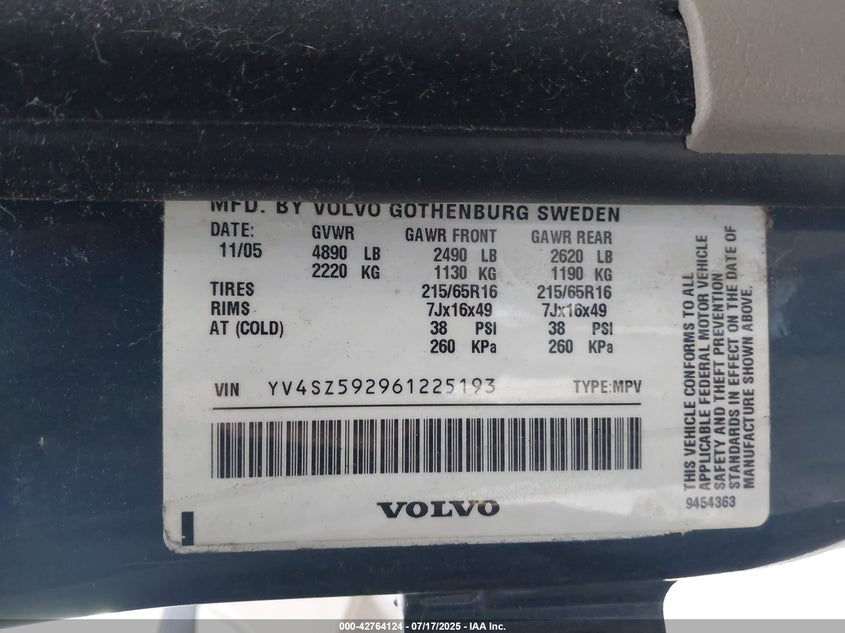 MFD. BY VOLVO GOTHENBURG SWEDEN
DATE: GVWR GAWR FRONT GAWR REAR
11/05 4890 LB 2490 LB 2620 LB
2220 KG 1130 KG 1190 KG
TIRES 215/65R16 215/65R16
RIMS 7Jx16x49 7Jx16x49
AT (COLD) 38 PSI 38 PSI
260 KPa 260 KPa
VIN YV4SZ592961225193 TYPE:MPV
VOLVO
THIS VEHICLE CONFORMS TO ALL
APPLICABLE FEDERAL MOTOR VEHICLE
SAFETY AND THEFT PREVENTION
STANDARDS IN EFFECT ON THE DATE OF
MANUFACTURE SHOWN ABOVE.
9454363
000-42764124 - 07/17/2025 - IAA Inc.